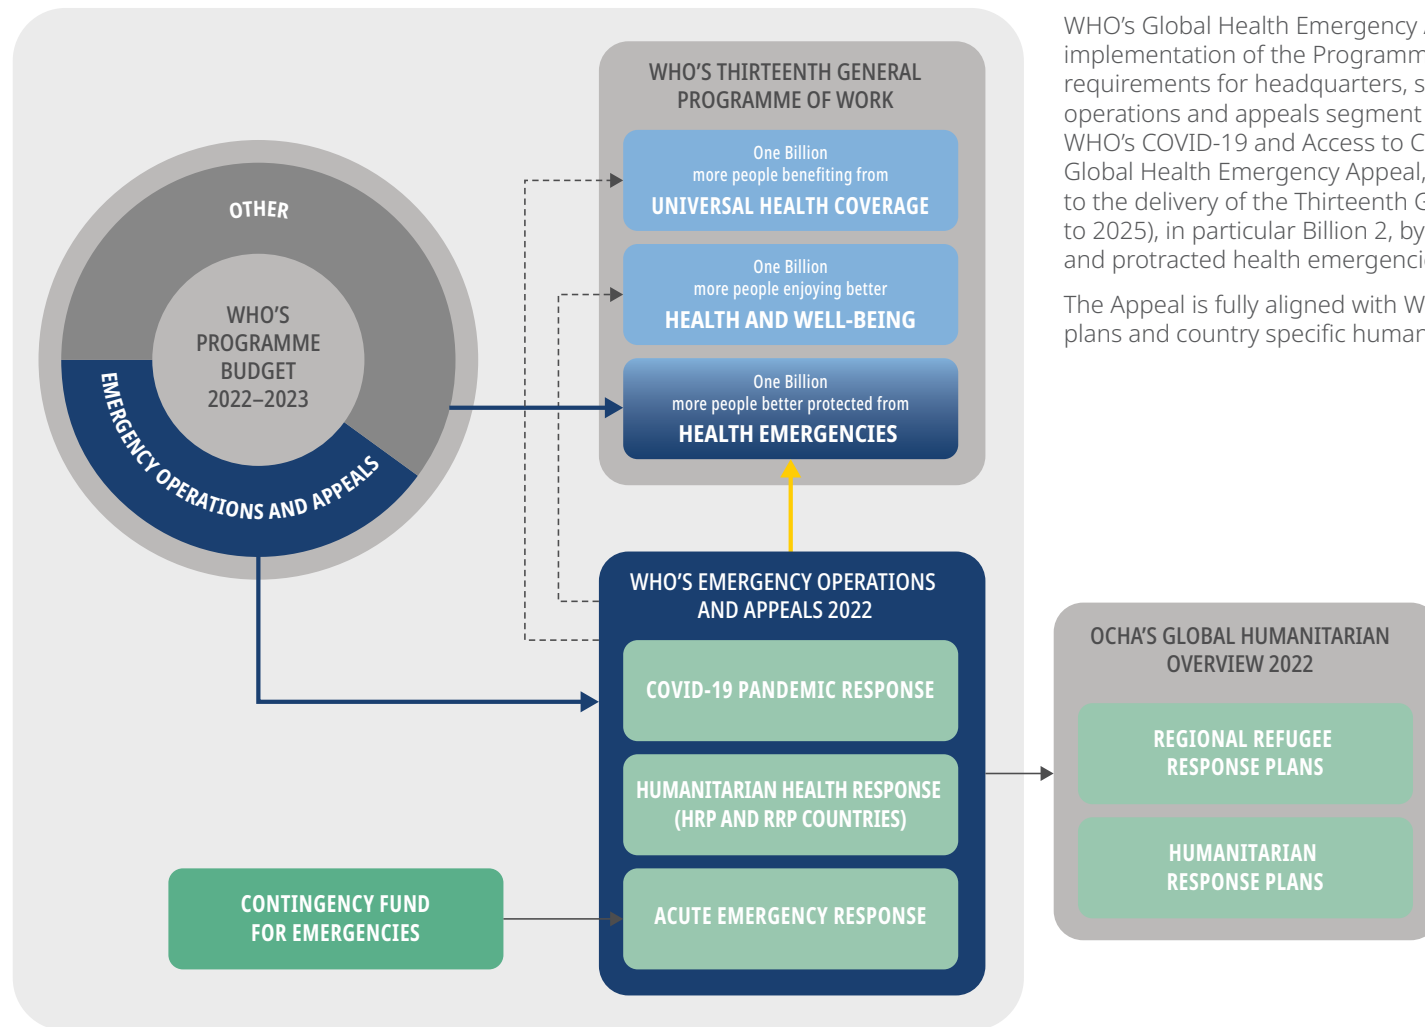 WHO'S THIRTEENTH GENERAL
PROGRAMME OF WORK
One Billion
more people benefiting from
UNIVERSAL HEALTH COVERAGE
One Billion
more people enjoying better
HEALTH AND WELL-BEING
One Billion
more people better protected from
HEALTH EMERGENCIES
OTHER
WHO'S
PROGRAMME
BUDGET
2022–2023
EMERGENCY OPERATIONS AND APPEALS
WHO'S EMERGENCY OPERATIONS
AND APPEALS 2022
COVID-19 PANDEMIC RESPONSE
HUMANITARIAN HEALTH RESPONSE
(HRP AND RRP COUNTRIES)
ACUTE EMERGENCY RESPONSE
CONTINGENCY FUND
FOR EMERGENCIES
OCHA'S GLOBAL HUMANITARIAN
OVERVIEW 2022
REGIONAL REFUGEE
RESPONSE PLANS
HUMANITARIAN
RESPONSE PLANS
WHO's Global Health Emergency
implementation of the
requirements for headquarters,
operations and appeals segment
WHO's COVID-19 and Access to
Global Health Emergency Appeal,
to the delivery of the Thirteenth
to 2025), in particular Billion 2, by
and protracted health
The Appeal is fully aligned with
plans and country specific